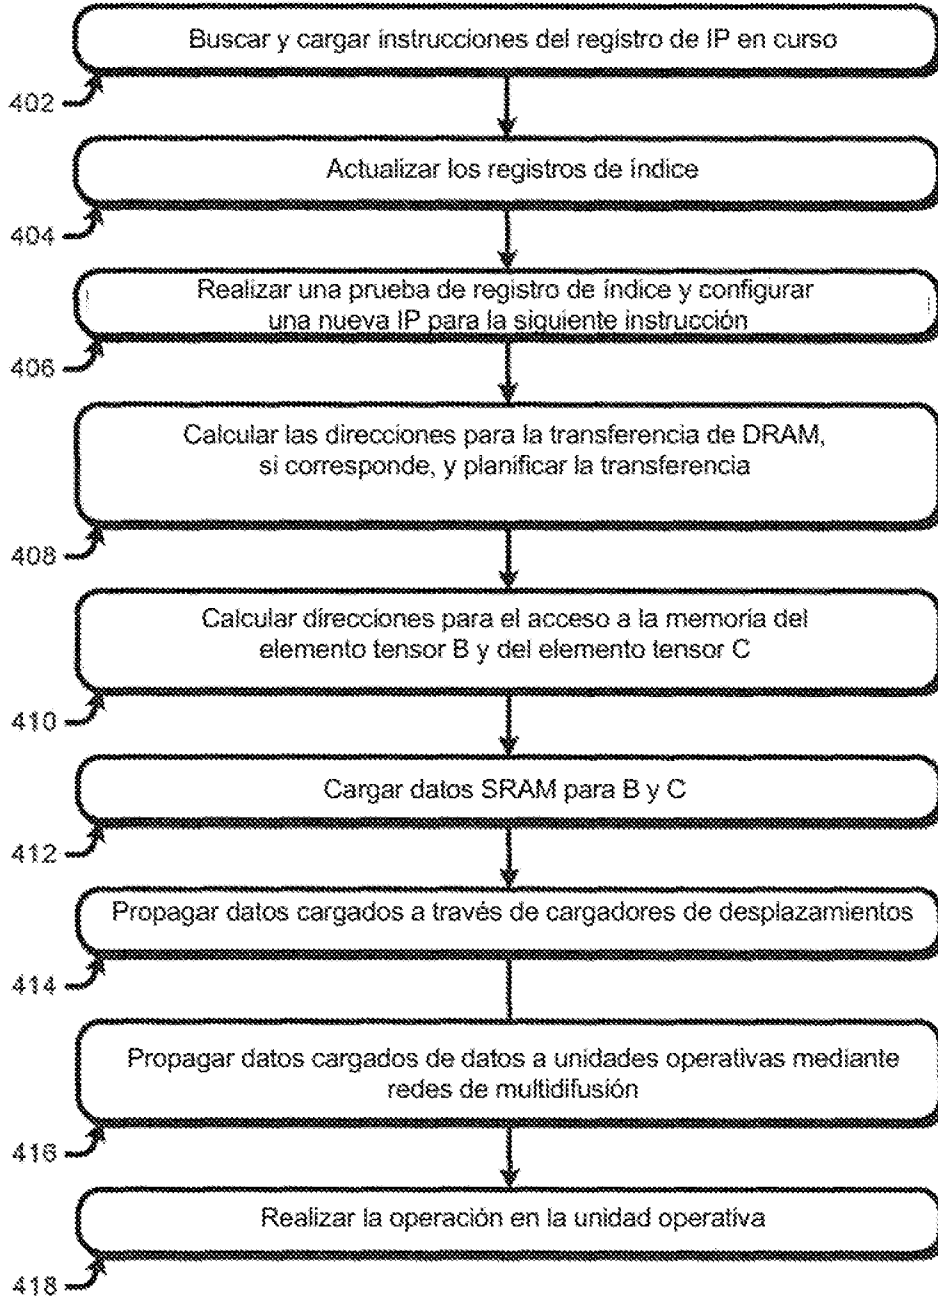 Buscar y cargar instrucciones del registro de IP en curso
402
Actualizar los registros de índice
404
Realizar una prueba de registro de índice y configurar
una nueva IP para la siguiente instrucción
406
Calcular las direcciones para la transferencia de DRAM,
si corresponde, y planificar la transferencia
408
Calcular direcciones para el acceso a la memoria del
elemento tensor B y del elemento tensor C
410
Cargar datos SRAM para B y C
412
Propagar datos cargados a través de cargadores de desplazamientos
414
Propagar datos cargados de datos a unidades operativas mediante
redes de multidifusión
416
Realizar la operación en la unidad operativa
418